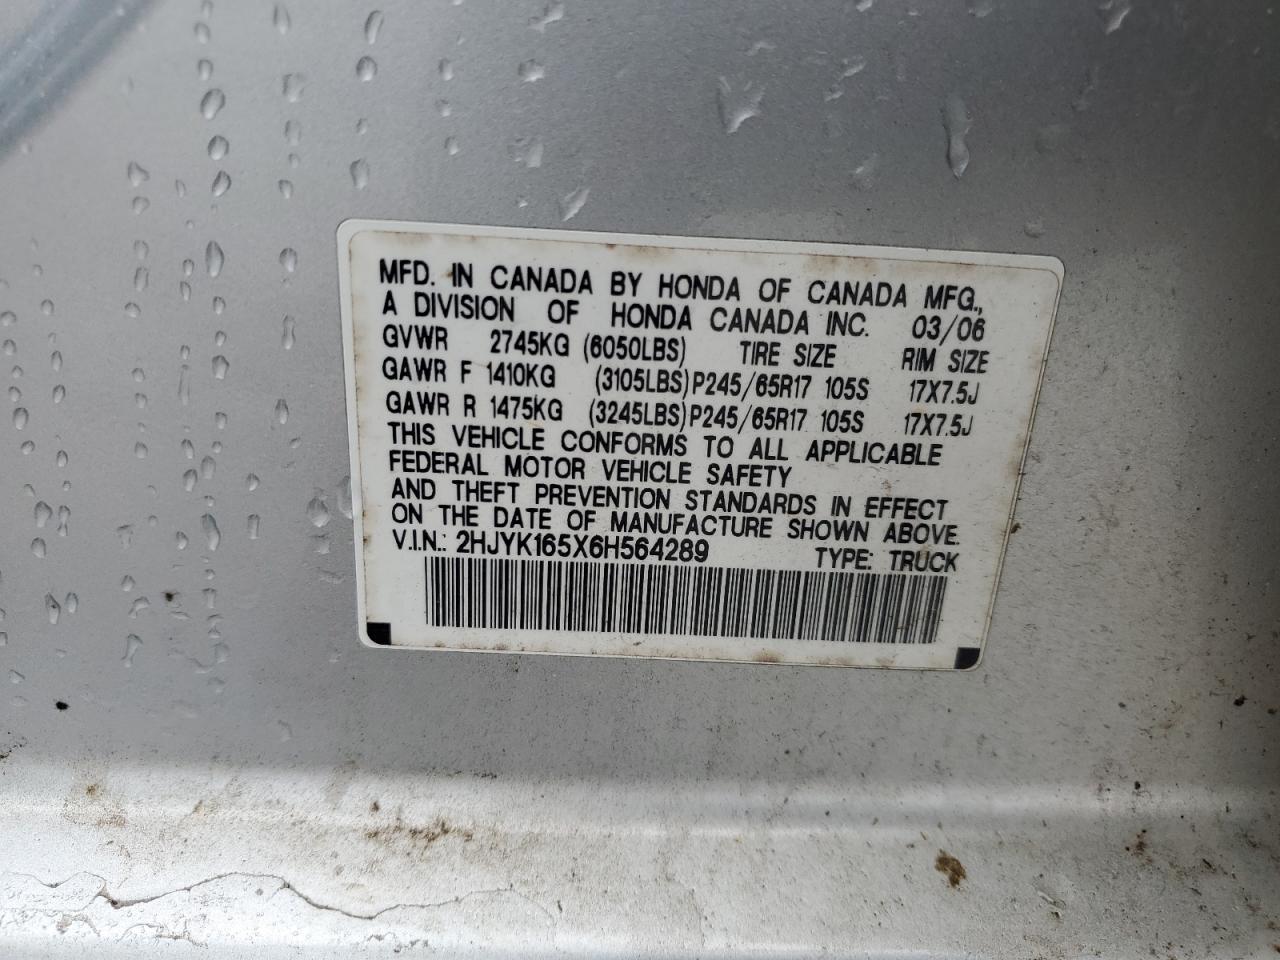 MFD. IN CANADA BY HONDA OF CANADA MFG.,
A DIVISION OF HONDA CANADA INC. 03/06
GVWR 2745KG (6050LBS) TIRE SIZE RIM SIZE
GAWR F 1410KG (3105LBS) P245/65R17 105S 17X7.5J
GAWR R 1475KG (3245LBS) P245/65R17 105S 17X7.5J
THIS VEHICLE CONFORMS TO ALL APPLICABLE
FEDERAL MOTOR VEHICLE SAFETY
AND THEFT PREVENTION STANDARDS IN EFFECT
ON THE DATE OF MANUFACTURE SHOWN ABOVE.
V.I.N.: 2HJYK165X6H564289 TYPE: TRUCK